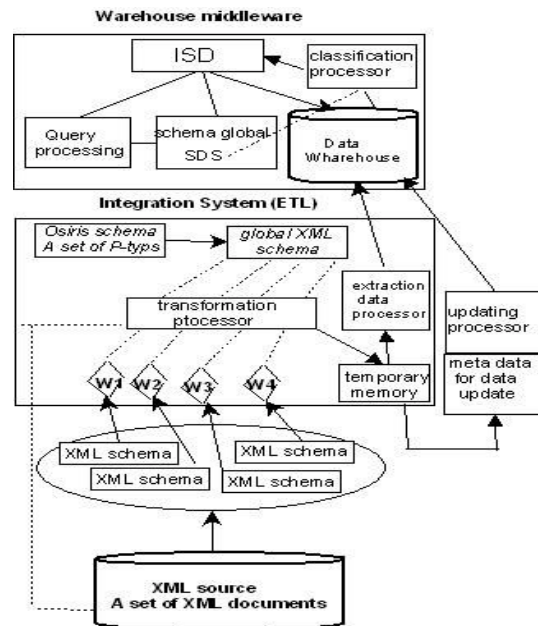 Warehouse middleware
ISD
classification
processor
Query
processing
schema global
SDS
Data
Wharehouse
Integration System (ETL)
Osiris schema
A set of P-typs
global XML
schema
extraction
data
processor
updating
processor
transformation
ptocessor
meta data
for data
update
W1
W2
W3
W4
temporary
memory
XML schema
XML schema
XML schema
XML schema
XML source
A set of XML documents